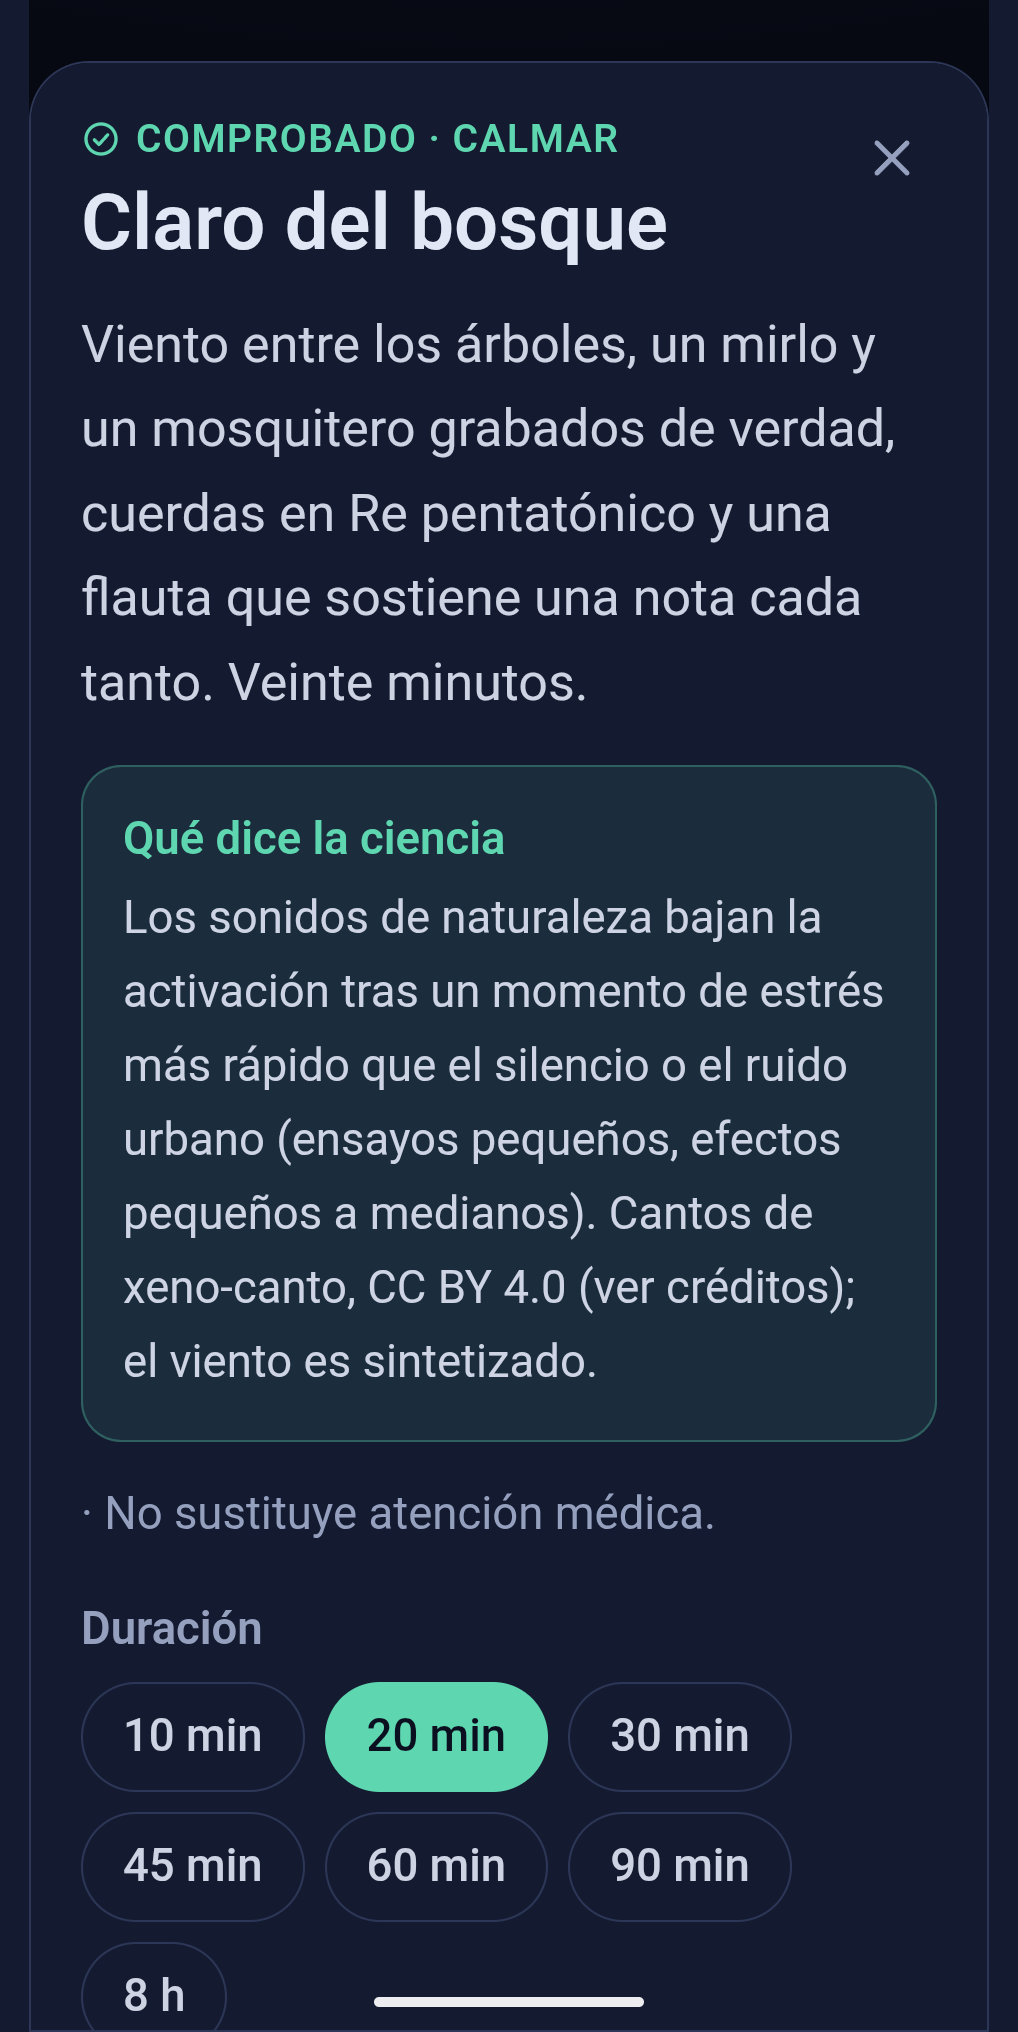 COMPROBADO · CALMAR
Claro del bosque
Viento entre los árboles, un mirlo y
un mosquitero grabados de verdad,
cuerdas en Re pentatónico y una
flauta que sostiene una nota cada
tanto. Veinte minutos.
Qué dice la ciencia
Los sonidos de naturaleza bajan la
activación tras un momento de estrés
más rápido que el silencio o el ruido
urbano (ensayos pequeños, efectos
pequeños a medianos). Cantos de
xeno-canto, CC BY 4.0 (ver créditos);
el viento es sintetizado.
· No sustituye atención médica.
Duración
10 min 20 min 30 min
45 min 60 min 90 min
8 h